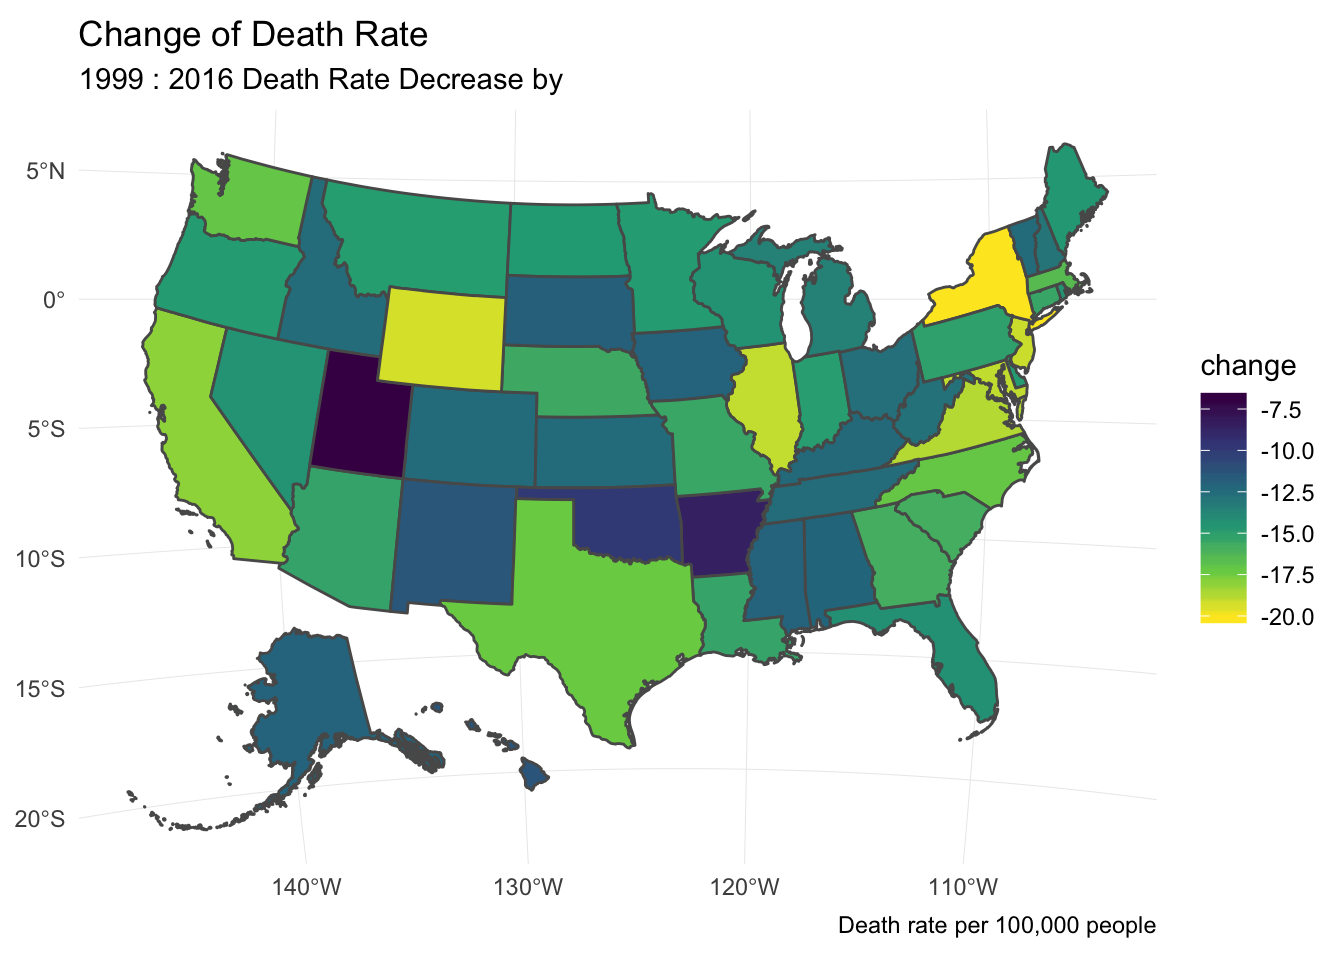 Change of Death Rate
1999 : 2016 Death Rate Decrease by
5°N
0°
5°S
10°S
15°S
20°S
140°W
130°W
120°W
110°W
change
-7.5
-10.0
-12.5
-15.0
-17.5
-20.0
Death rate per 100,000 people